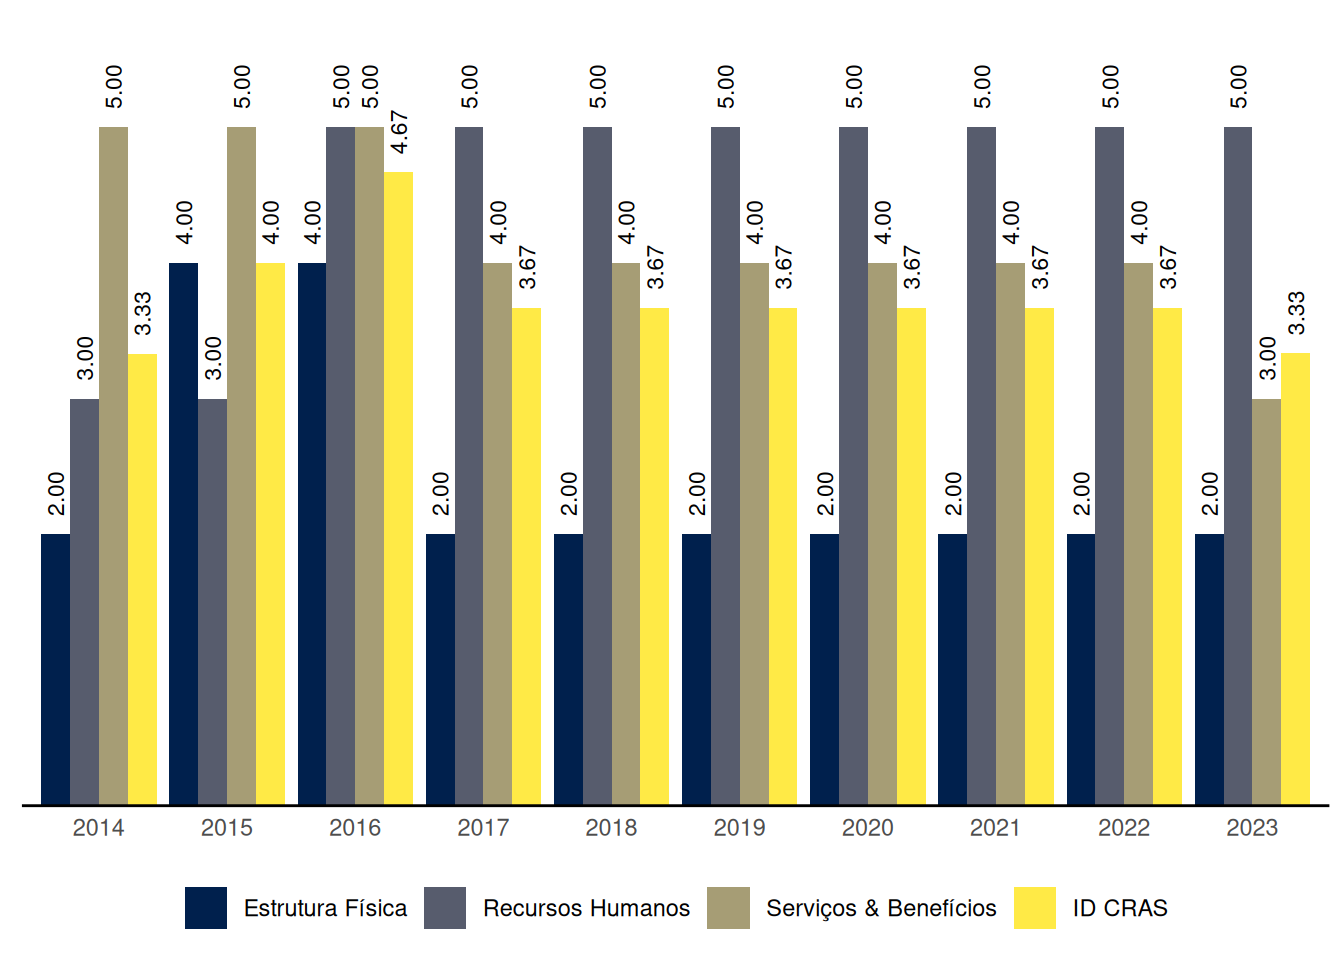 5.00 5.00 5.00 5.00 5.00 5.00 5.00 5.00 5.00 5.00 5.00
4.67
4.00 4.00 4.00 4.00 4.00 4.00 4.00 4.00 4.00
3.67 3.67 3.67 3.67 3.67 3.67
3.33 3.33
3.00 3.00 3.00
2.00 2.00 2.00 2.00 2.00 2.00 2.00 2.00
2014 2015 2016 2017 2018 2019 2020 2021 2022 2023
Estrutura Física Recursos Humanos Serviços & Benefícios ID CRAS